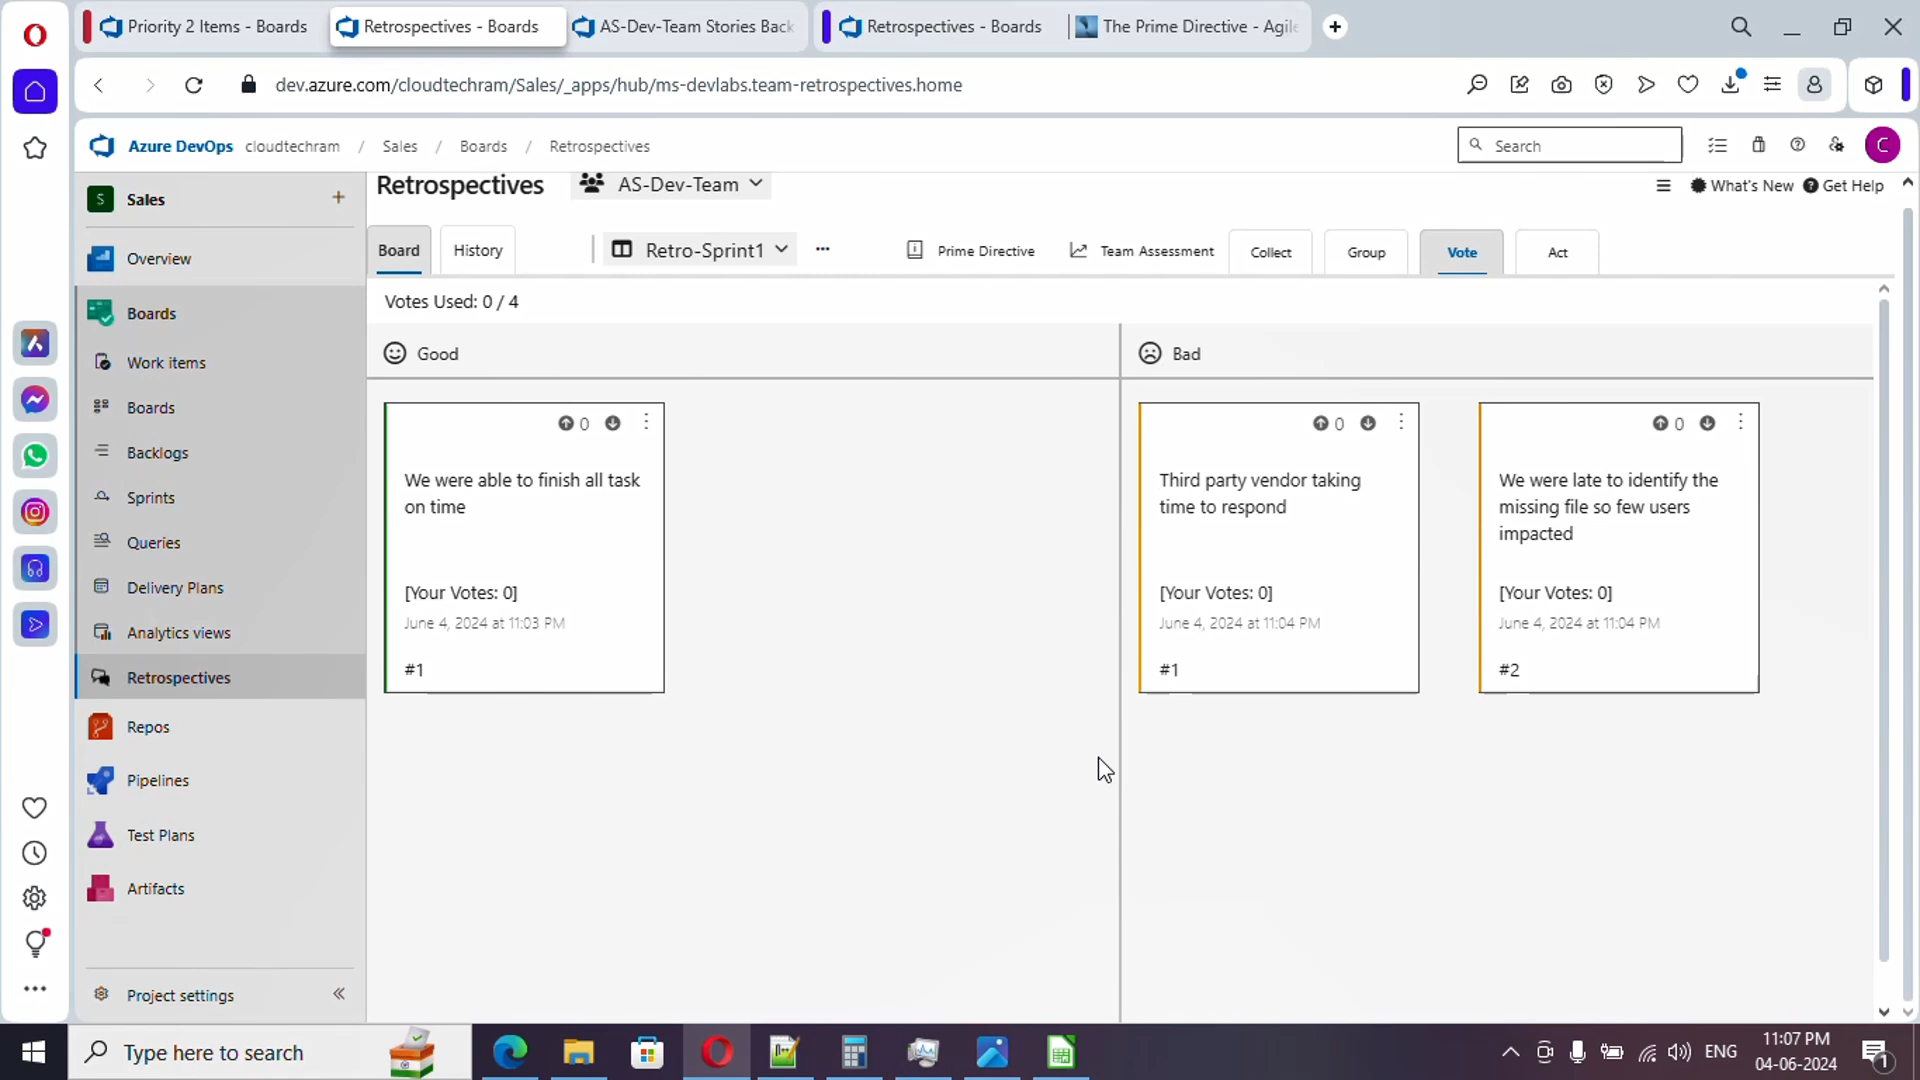 Priority 2 Items - Boards
Retrospectives - Boards
AS-Dev-Team Stories Back
Retrospectives - Boards
The Prime Directive - Agile
dev.azure.com/cloudtechram/Sales/_apps/hub/ms-devlabs.team-retrospectives.home
Azure DevOps cloudtechram / Sales / Boards / Retrospectives
Search
C
S Sales
Overview
Boards
Work items
Boards
Backlogs
Sprints
Queries
Delivery Plans
Analytics views
Retrospectives
Repos
Pipelines
Test Plans
Artifacts
Project settings
Retrospectives AS-Dev-Team
What's New Get Help
Board History Retro-Sprint1 ... Prime Directive Team Assessment Collect Group Vote Act
Votes Used: 0 / 4
Good
0
We were able to finish all task
on time
[Your Votes: 0]
June 4, 2024 at 11:03 PM
#1
Bad
0
Third party vendor taking
time to respond
[Your Votes: 0]
June 4, 2024 at 11:04 PM
#1
0
We were late to identify the
missing file so few users
impacted
[Your Votes: 0]
June 4, 2024 at 11:04 PM
#2
Type here to search
ENG
11:07 PM
04-06-2024
1